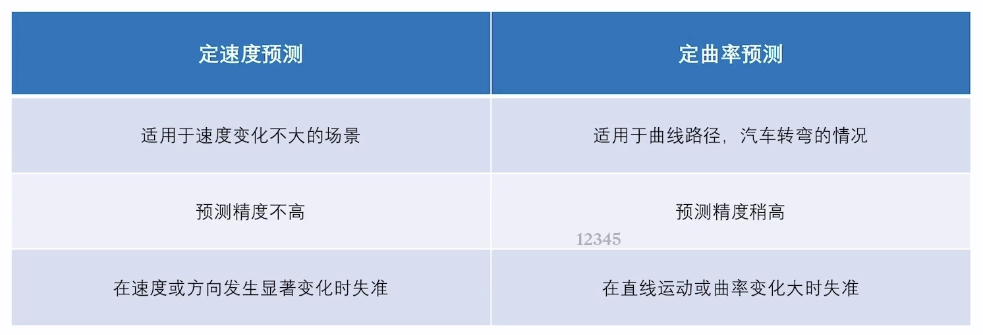 定速度预测
定曲率预测
适用于速度变化不大的场景
适用于曲线路径，汽车转弯的情况
预测精度不高
预测精度稍高
12345
在速度或方向发生显著变化时失准
在直线运动或曲率变化大时失准